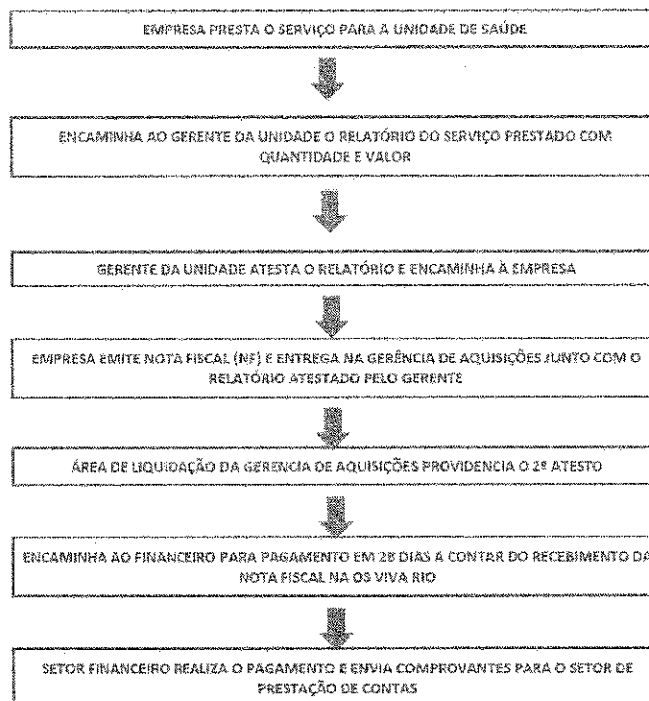 EMPRESA PRESTA O SERVIÇO PARA A UNIDADE DE SAÚDE
ENCAMINHA AO GERENTE DA UNIDADE O RELATÓRIO DO SERVIÇO PRESTADO COM
QUANTIDADE E VALOR
GERENTE DA UNIDADE ATESTA O RELATÓRIO E ENCAMINHA À EMPRESA
EMPRESA EMITE NOTA FISCAL (NF) E ENTREGA NA GERÊNCIA DE AQUISIÇÕES JUNTO COM O
RELATÓRIO ATESTADO PELO GERENTE
ÁREA DE LIQUIDAÇÃO DA GERENCIA DE AQUISIÇÕES PROVIDENCIA O 2º ATESTO
ENCAMINHA AO FINANCEIRO PARA PAGAMENTO EM 28 DIAS A CONTAR DO RECEBIMENTO DA
NOTA FISCAL NA OS VIVA RIO
SETOR FINANCEIRO REALIZA O PAGAMENTO E ENVIA COMPROVANTES PARA O SETOR DE
PRESTAÇÃO DE CONTAS